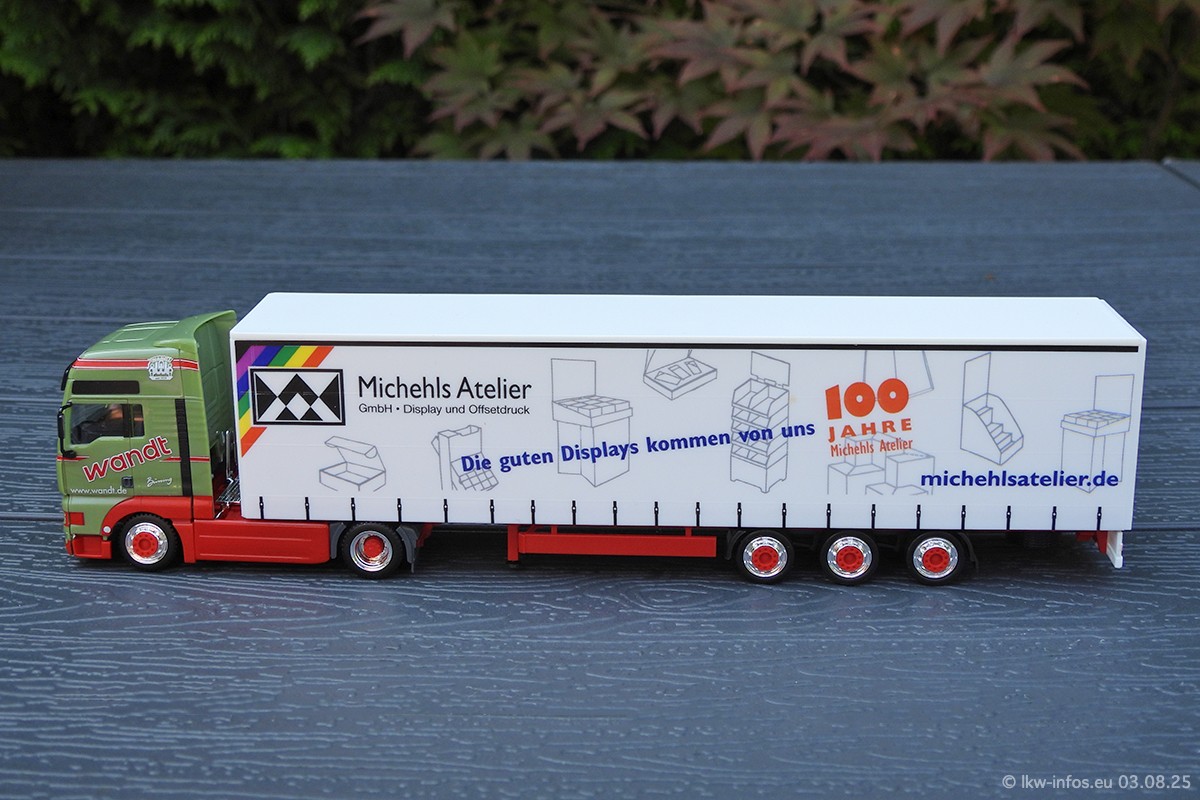 wandt
www.wandt.de
Michehls Atelier
GmbH • Display und Offsetdruck
Die guten Displays kommen von uns
100
JAHRE
Michehls Atelier
michehlsatelier.de
© lkw-infos.eu 03.08.25